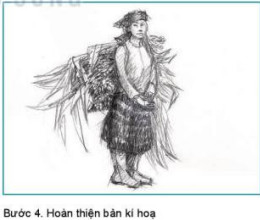 Bước 4. Hoàn thiện bản kí hoạ